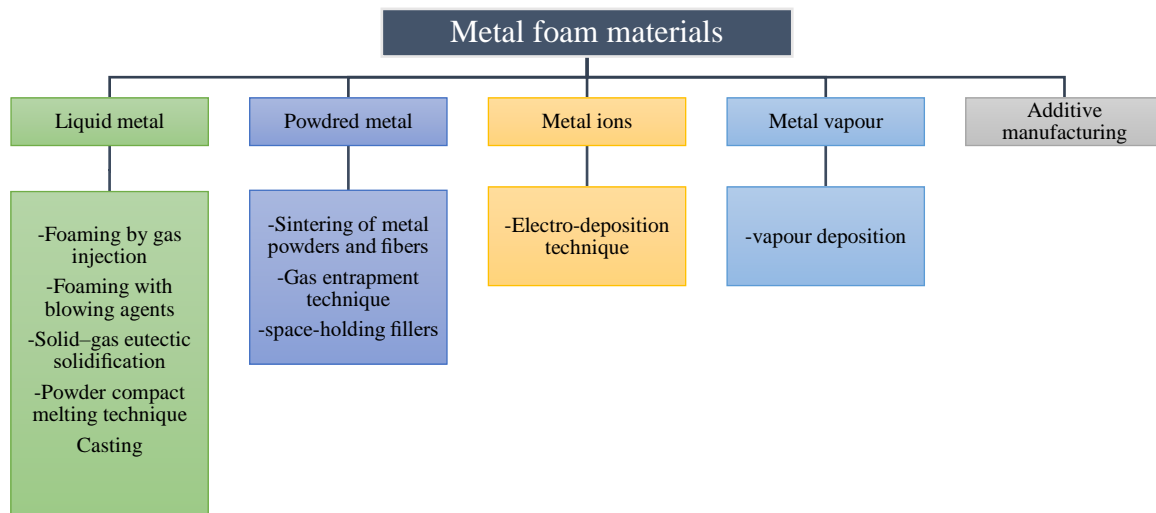 Metal foam materials
Liquid metal
Powdred metal
Metal ions
Metal vapour
Additive
manufacturing
-Foaming by gas
injection
-Foaming with
blowing agents
-Solid–gas eutectic
solidification
-Powder compact
melting technique
Casting
-Sintering of metal
powders and fibers
-Gas entrapment
technique
-space-holding fillers
-Electro-deposition
technique
-vapour deposition